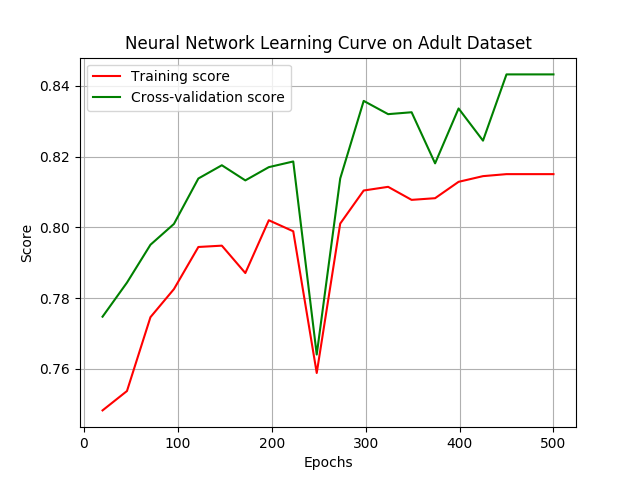 Neural Network Learning Curve on Adult Dataset
Training score
Cross-validation score
0.84
0.82
0.80
0.78
0.76
Score
0
100
200
300
400
500
Epochs